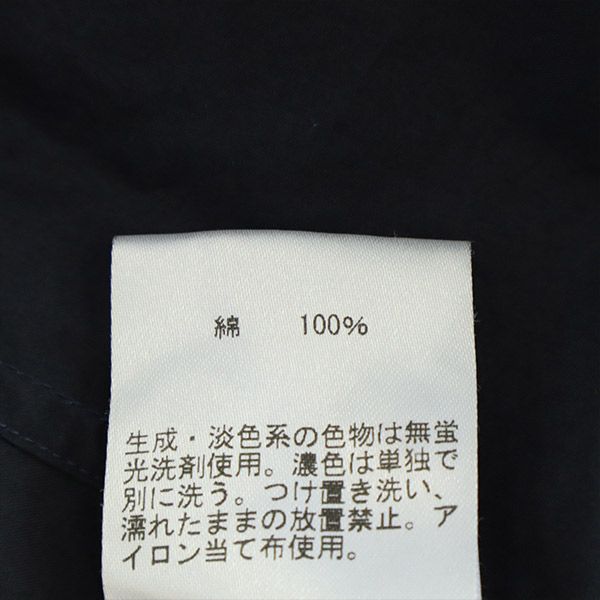 綿 100%
生成・淡色系の色物は無蛍
光洗剤使用。濃色は単独で
別に洗う。つけ置き洗い、
濡れたままの放置禁止。ア
イロン当て布使用。